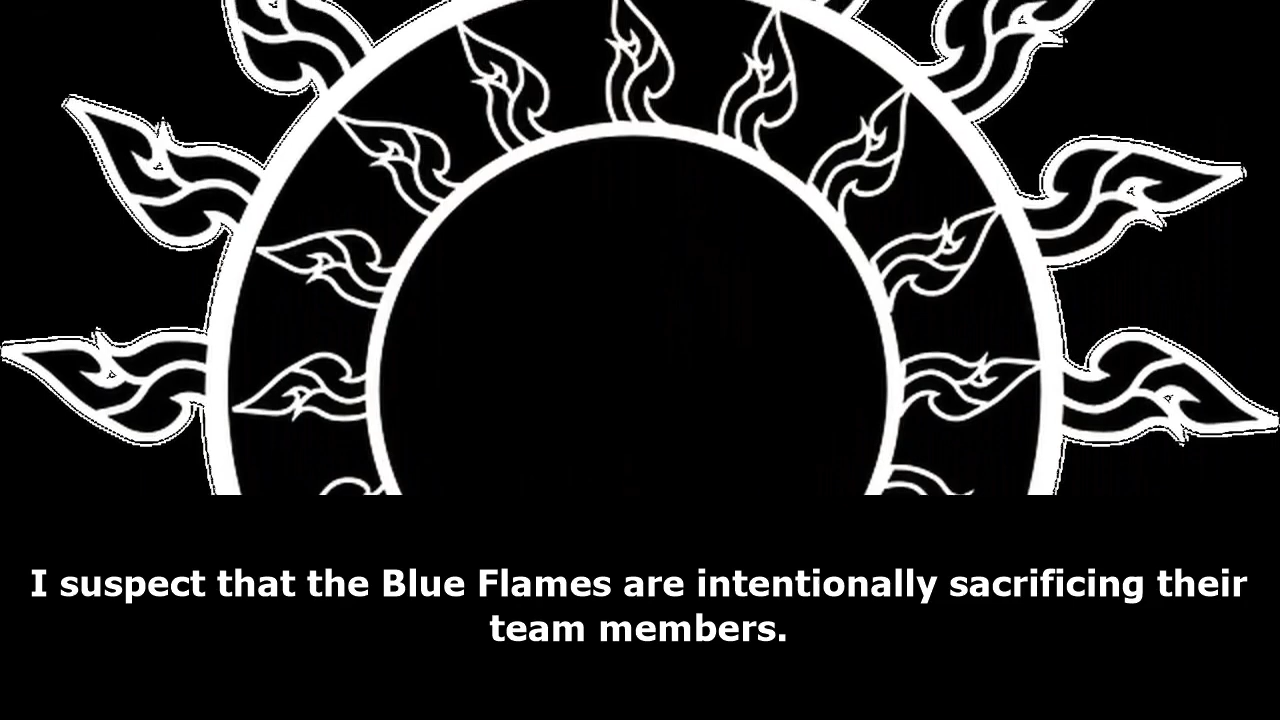 I suspect that the Blue Flames are intentionally sacrificing their
team members.